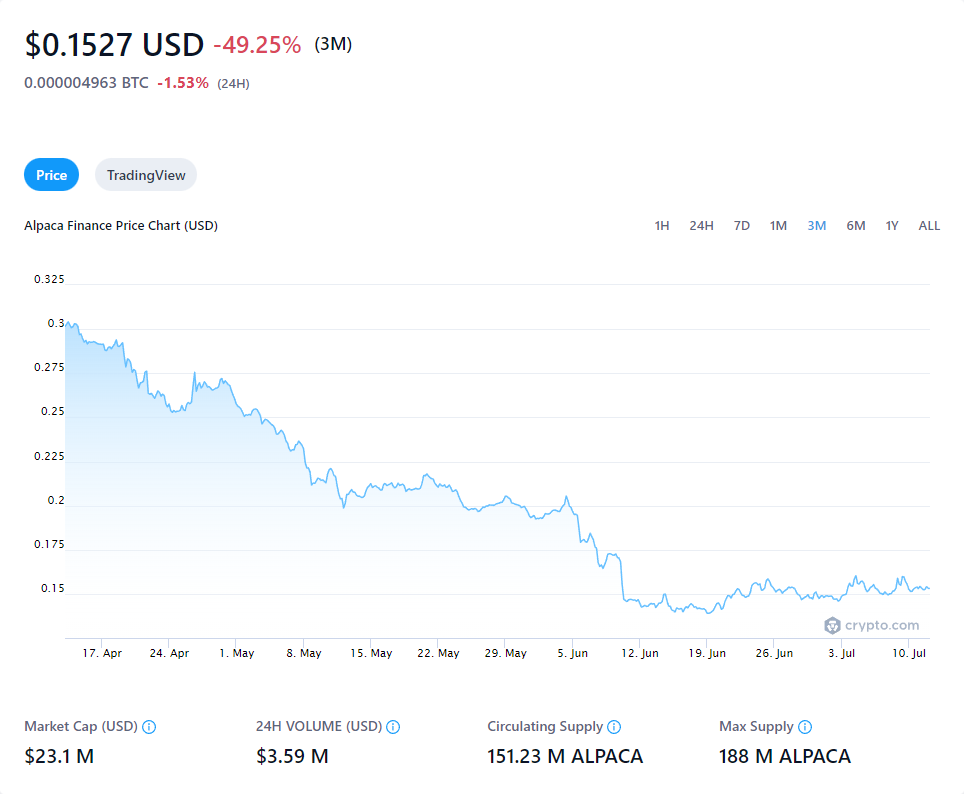 $0.1527 USD -49.25% (3M)
0.000004963 BTC -1.53% (24H)
Price TradingView
Alpaca Finance Price Chart (USD) 1H 24H 7D 1M 3M 6M 1Y ALL
0.325
0.3
0.275
0.25
0.225
0.2
0.175
0.15
crypto.com
17. Apr 24. Apr 1. May 8. May 15. May 22. May 29. May 5. Jun 12. Jun 19. Jun 26. Jun 3. Jul 10. Jul
Market Cap (USD) 24H VOLUME (USD) Circulating Supply Max Supply
$23.1 M $3.59 M 151.23 M ALPACA 188 M ALPACA